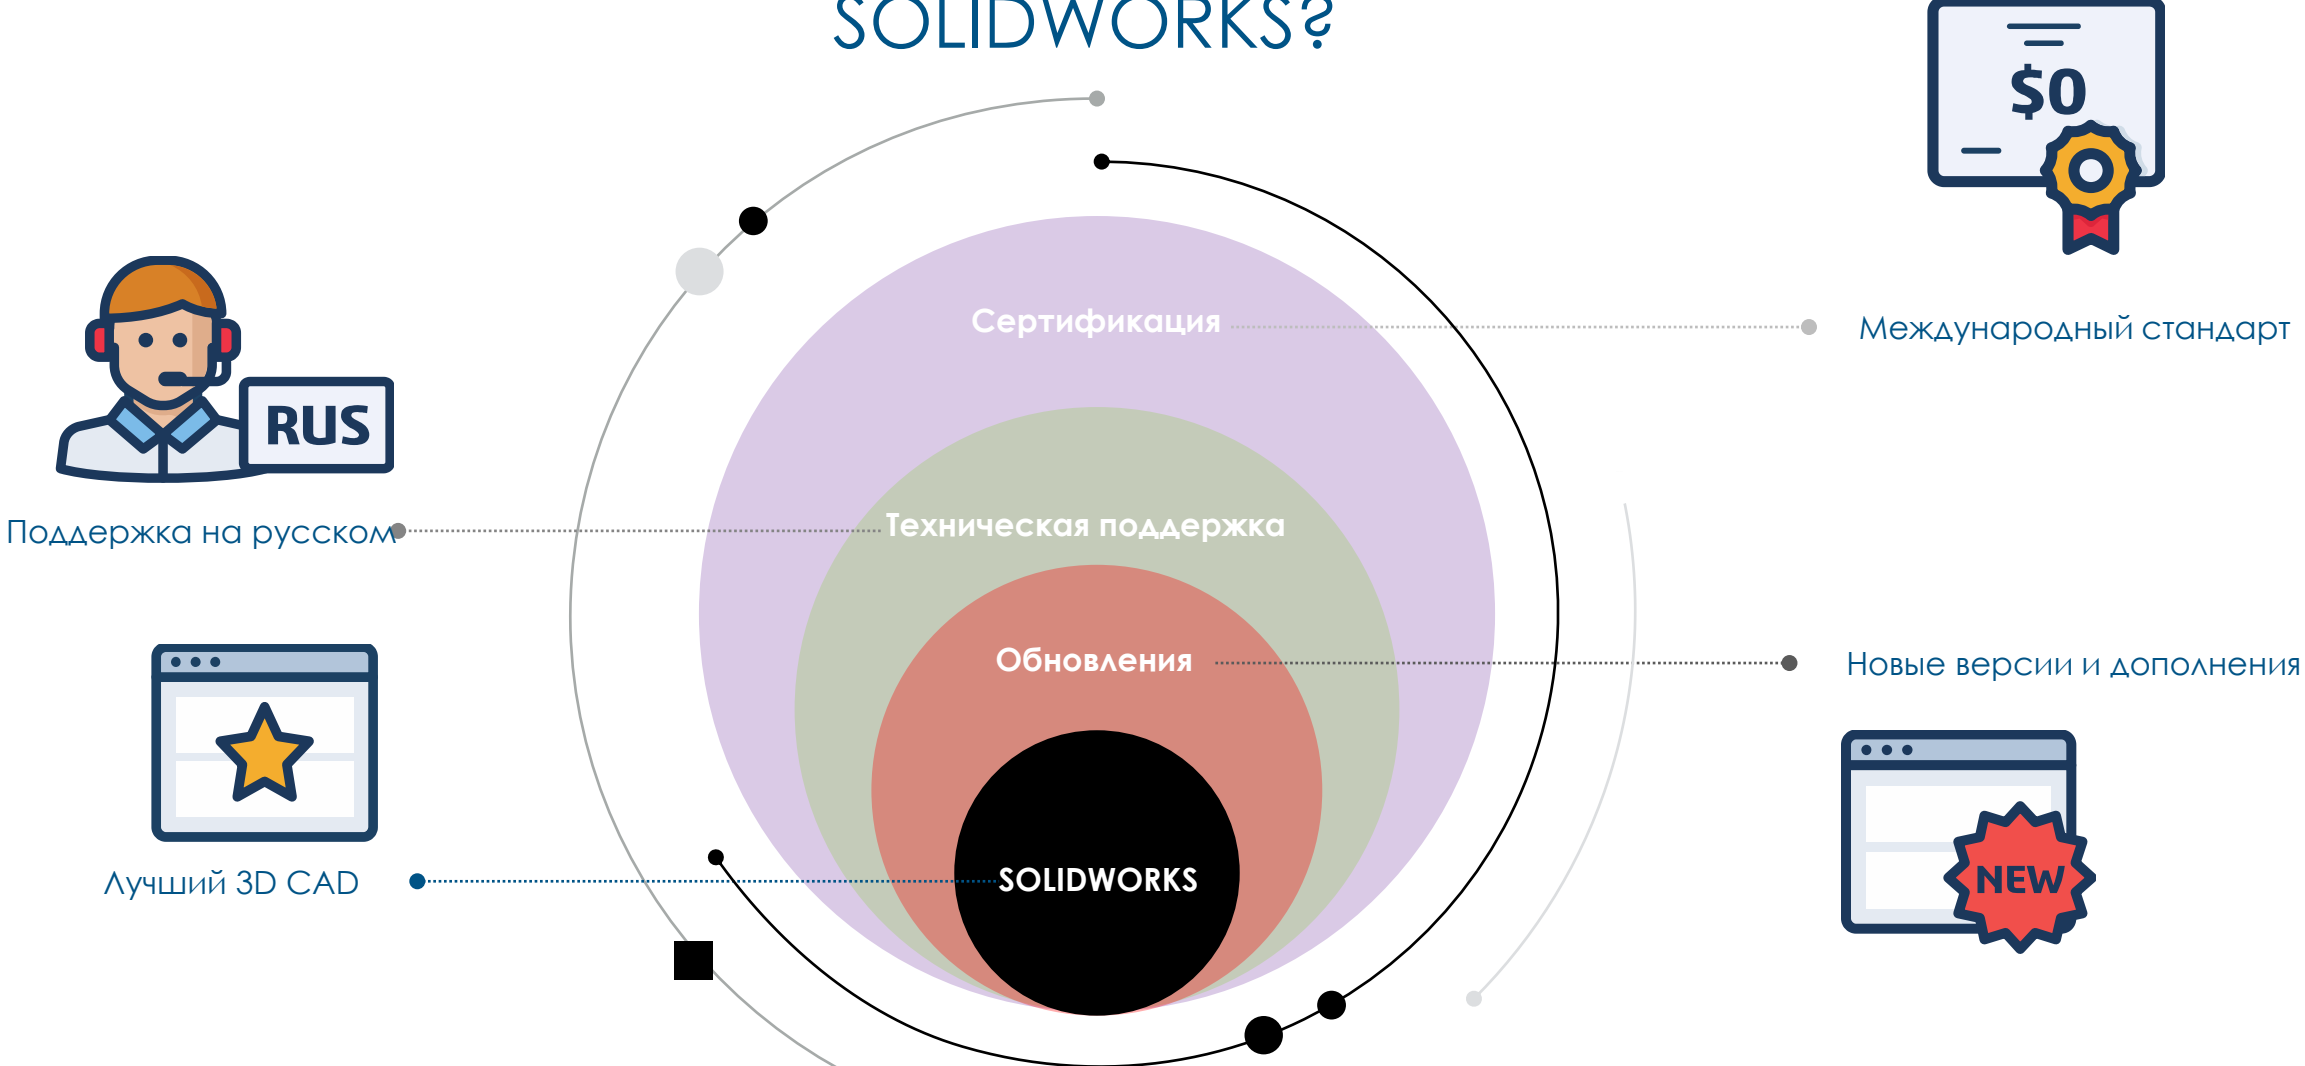 SOLIDWORKS?
$0
Сертификация
Международный стандарт
RUS
Поддержка на русском
Техническая поддержка
Обновления
Новые версии и дополнения
Лучший 3D CAD
SOLIDWORKS
NEW